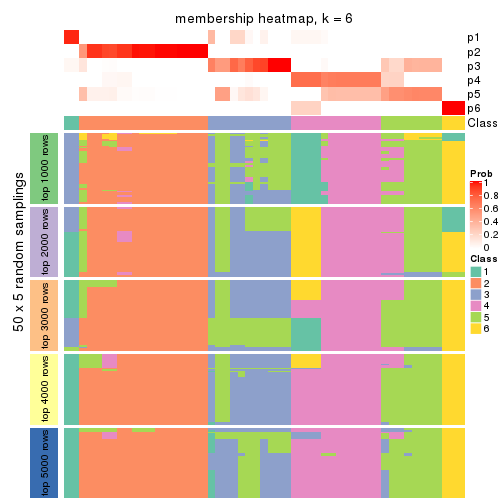 membership heatmap, k = 6
p1
p2
p3
p4
p5
p6
Class
50 x 5 random samplings
top 1000 rows
top 2000 rows
top 3000 rows
top 4000 rows
top 5000 rows
Prob
1
0.8
0.6
0.4
0.2
0
Class
1
2
3
4
5
6